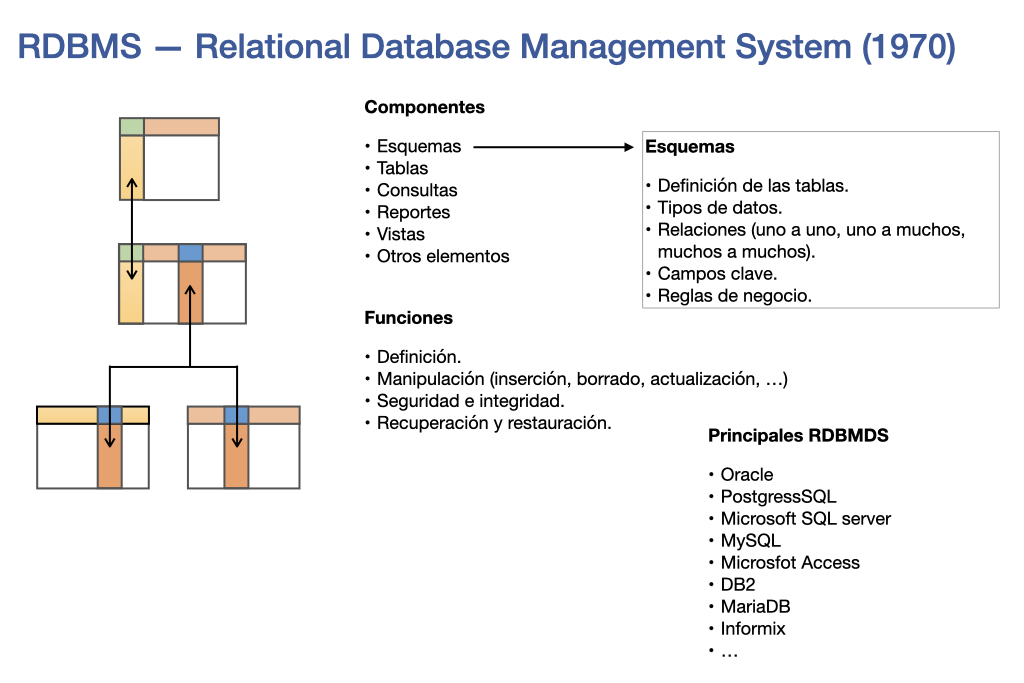 RDBMS — Relational Database Management System (1970)
Componentes
• Esquemas
• Tablas
• Consultas
• Reportes
• Vistas
• Otros elementos
Esquemas
• Definición de las tablas.
• Tipos de datos.
• Relaciones (uno a uno, uno a muchos,
muchos a muchos).
• Campos clave.
• Reglas de negocio.
Funciones
• Definición.
• Manipulación (inserción, borrado, actualización, …)
• Seguridad e integridad.
• Recuperación y restauración.
Principales RDBMDS
• Oracle
• PostgressSQL
• Microsoft SQL server
• MySQL
• Microsfot Access
• DB2
• MariaDB
• Informix
• …